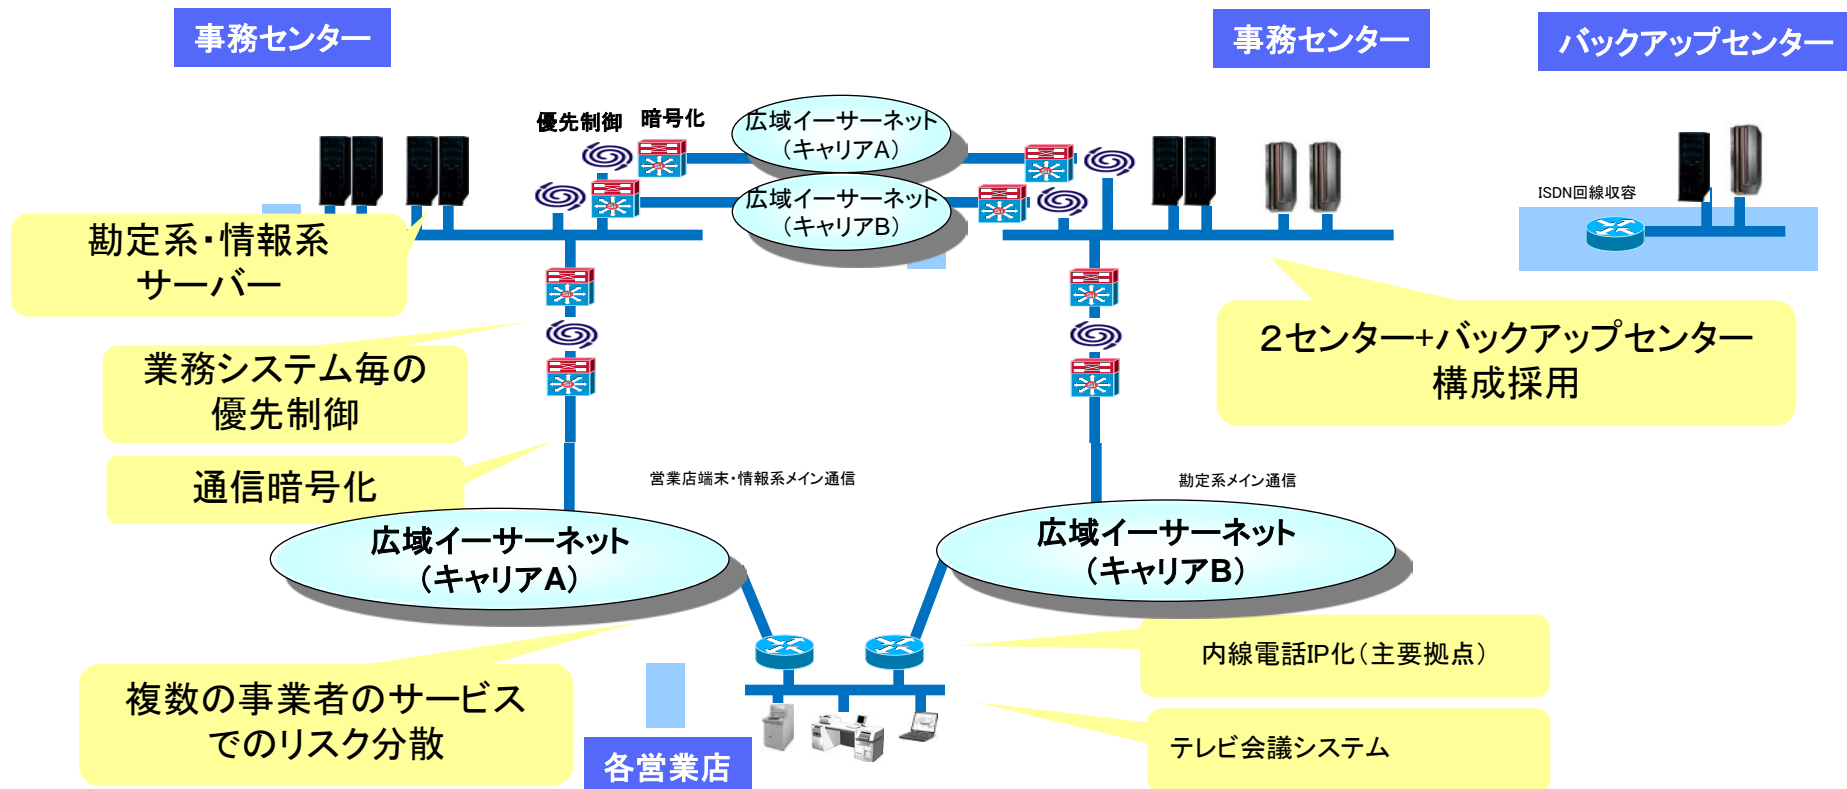 事務センター
事務センター
バックアップセンター
優先制御
暗号化
広域イーサーネット
（キャリアA）
広域イーサーネット
（キャリアB）
ISDN回線収容
勘定系・情報系
サーバー
２センター+バックアップセンター
構成採用
業務システム毎の
優先制御
通信暗号化
営業店端末・情報系メイン通信
勘定系メイン通信
広域イーサーネット
（キャリアA）
広域イーサーネット
（キャリアB）
内線電話IP化（主要拠点）
複数の事業者のサービス
でのリスク分散
テレビ会議システム
各営業店